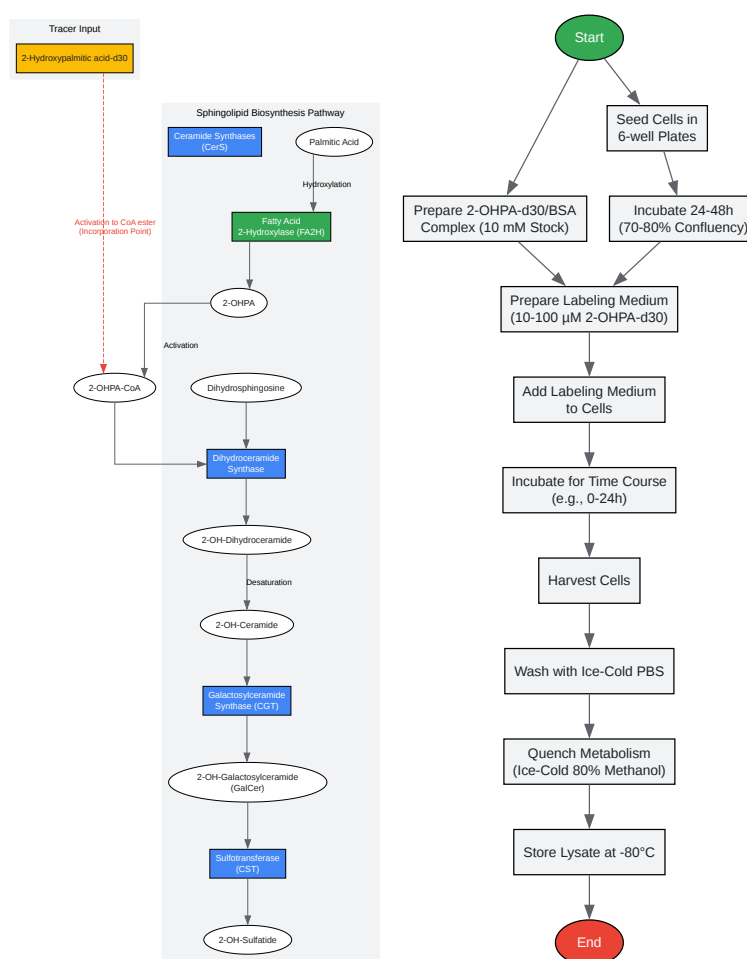 Tracer Input
2-Hydroxypalmitic acid-d30
Sphingolipid Biosynthesis Pathway
Ceramide Synthases
(CerS)
Palmitic Acid
Hydroxylation
Activation to CoA ester
(Incorporation Point)
Fatty Acid
2-Hydroxylase (FA2H)
2-OHPA
Activation
2-OHPA-CoA
Dihydrosphingosine
Dihydroceramide
Synthase
2-OH-Dihydroceramide
Desaturation
2-OH-Ceramide
Galactosylceramide
Synthase (CGT)
2-OH-Galactosylceramide
(GalCer)
Sulfotransferase
(CST)
2-OH-Sulfatide
Start
Seed Cells in
6-well Plates
Prepare 2-OHPA-d30/BSA
Complex (10 mM Stock)
Incubate 24-48h
(70-80% Confluency)
Prepare Labeling Medium
(10-100 µM 2-OHPA-d30)
Add Labeling Medium
to Cells
Incubate for Time Course
(e.g., 0-24h)
Harvest Cells
Wash with Ice-Cold PBS
Quench Metabolism
(Ice-Cold 80% Methanol)
Store Lysate at -80°C
End